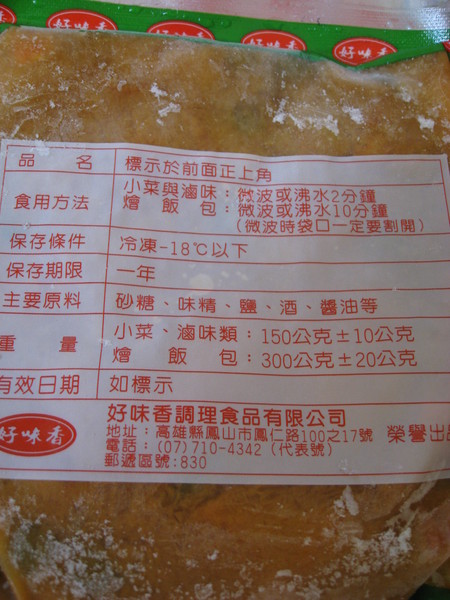 好味香 好味香 好味香 好味香
品名 標示於前面正上角
食用方法 小菜與滷味：微波或沸水2分鐘
燴飯包：微波或沸水10分鐘
(微波時袋口一定要割開)
保存條件 冷凍-18℃以下
保存期限 一年
主要原料 砂糖、味精、鹽、酒、醬油等
重量 小菜、滷味類：150公克±10公克
燴飯包：300公克±20公克
有效日期 如標示
好味香 好味香調理食品有限公司
地址：高雄縣鳳山市鳳仁路100之17號 榮譽出品
電話：(07)710-4342（代表號）
郵遞區號:830